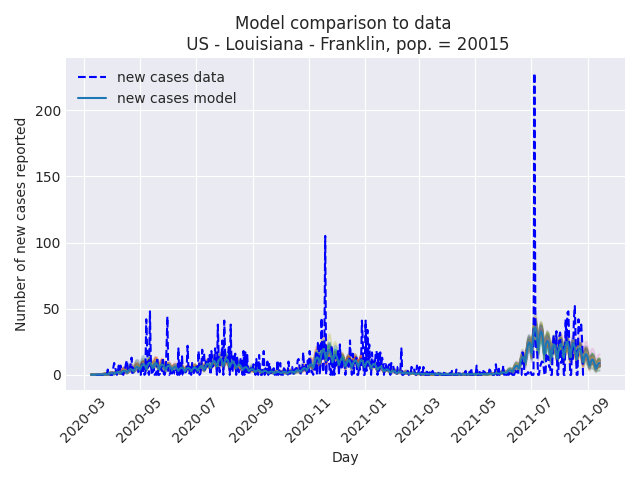 Model comparison to data
US - Louisiana - Franklin, pop. = 20015
new cases data
new cases model
Number of new cases reported
200
150
100
50
0
2020-03
2020-05
2020-07
2020-09
2020-11
2021-01
2021-03
2021-05
2021-07
2021-09
Day